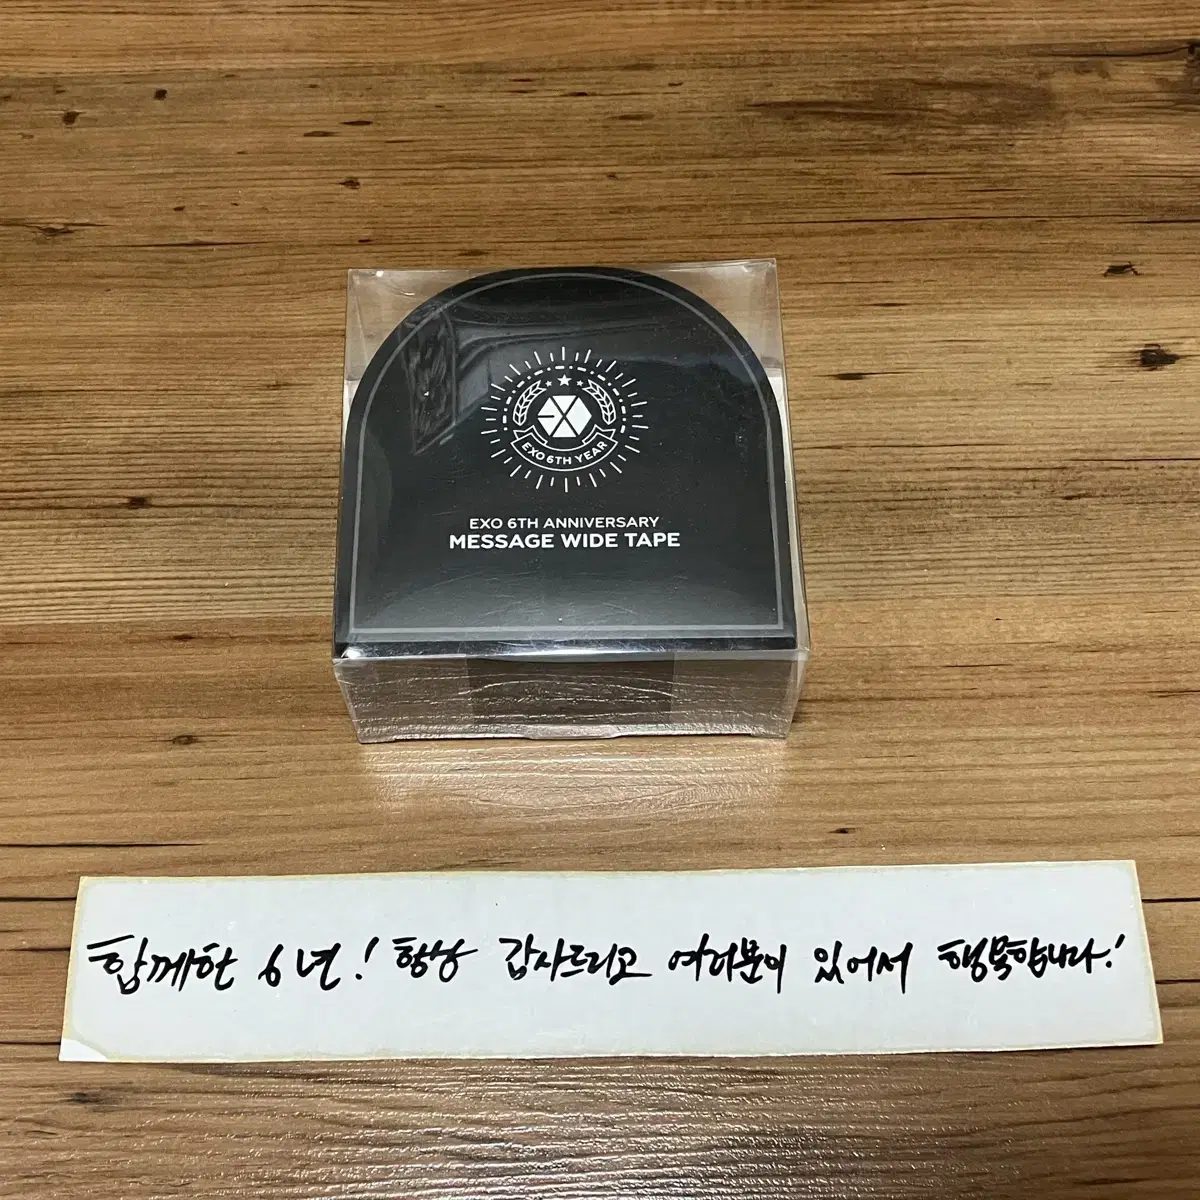 EXO 6TH YEAR
EXO 6TH ANNIVERSARY
MESSAGE WIDE TAPE
함께한 6년! 항상 감사드리고 여러분이 있어서 행복합니다!